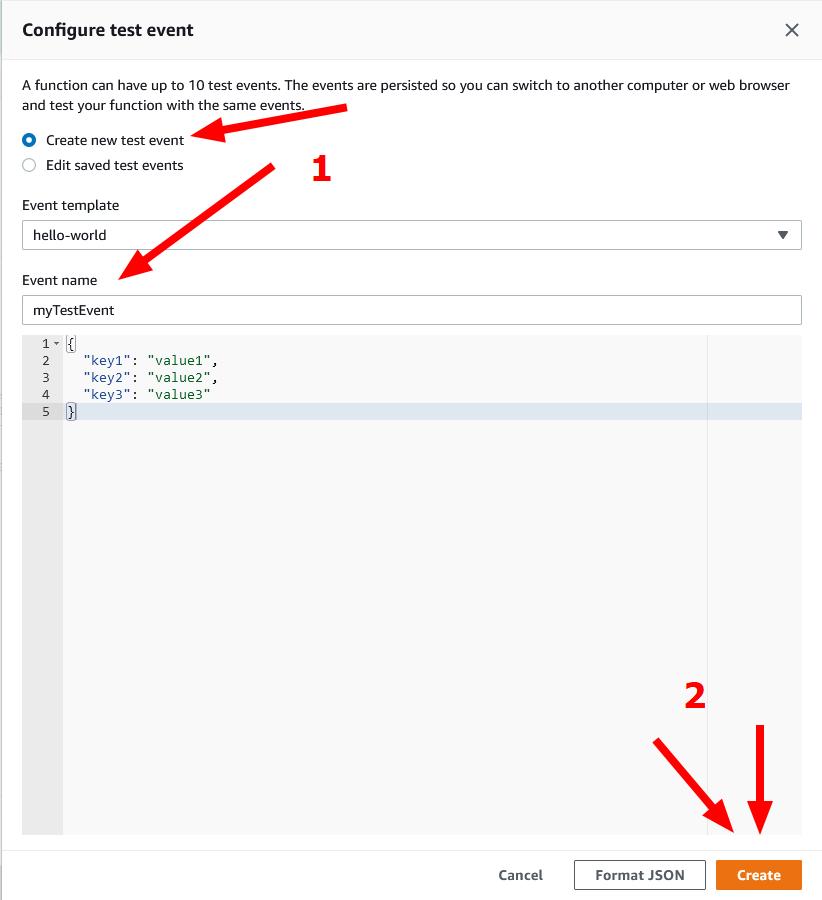 Configure test event
A function can have up to 10 test events. The events are persisted so you can switch to another computer or web browser
and test your function with the same events.
Create new test event
1
Edit saved test events
Event template
hello-world
Event name
myTestEvent
1 {
2   "key1": "value1",
3   "key2": "value2",
4   "key3": "value3"
5 }
2
Cancel Format JSON Create